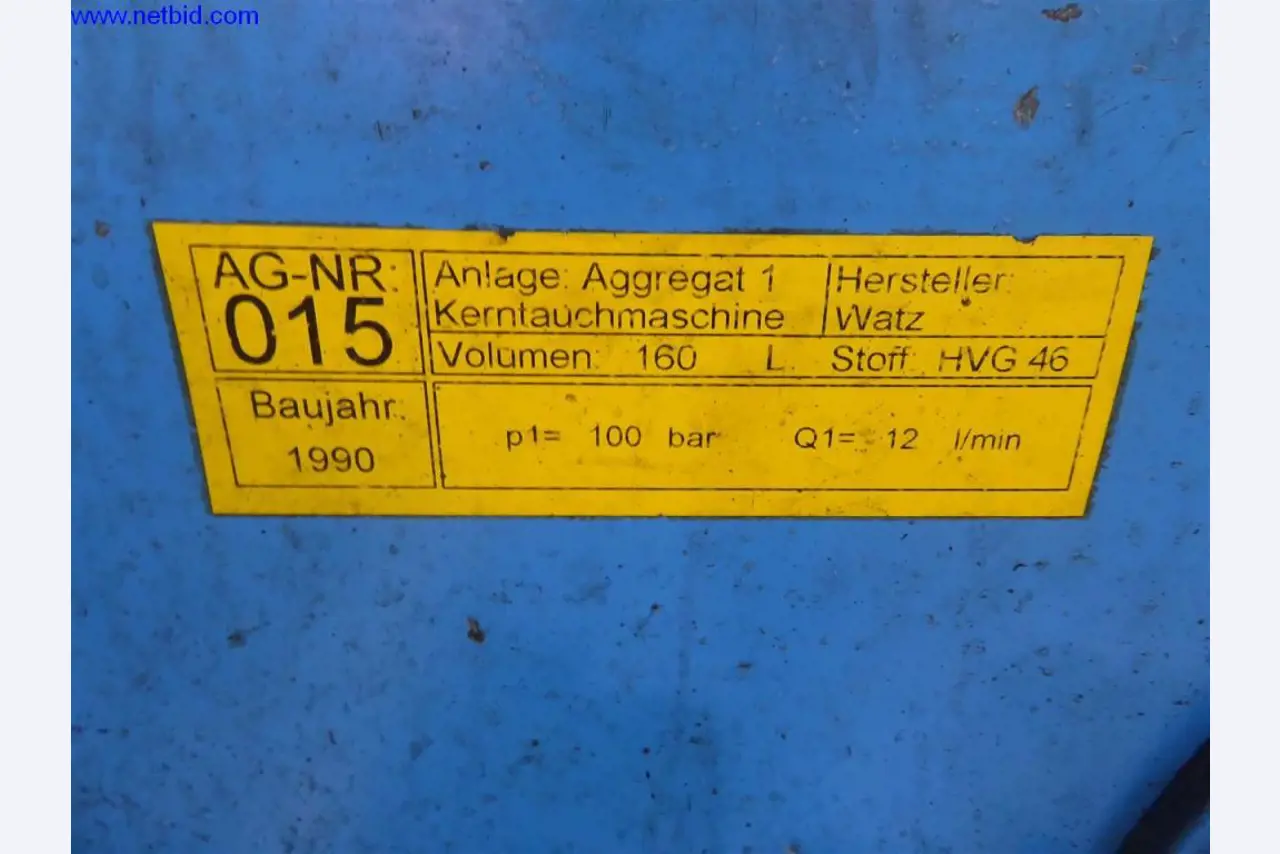 www.netbid.com
AG-NR:
015
Anlage: Aggregat 1
Kerntauchmaschine
Hersteller:
Watz
Volumen: 160 L. Stoff: HVG 46
Baujahr:
1990
p1= 100 bar Q1= 12 l/min